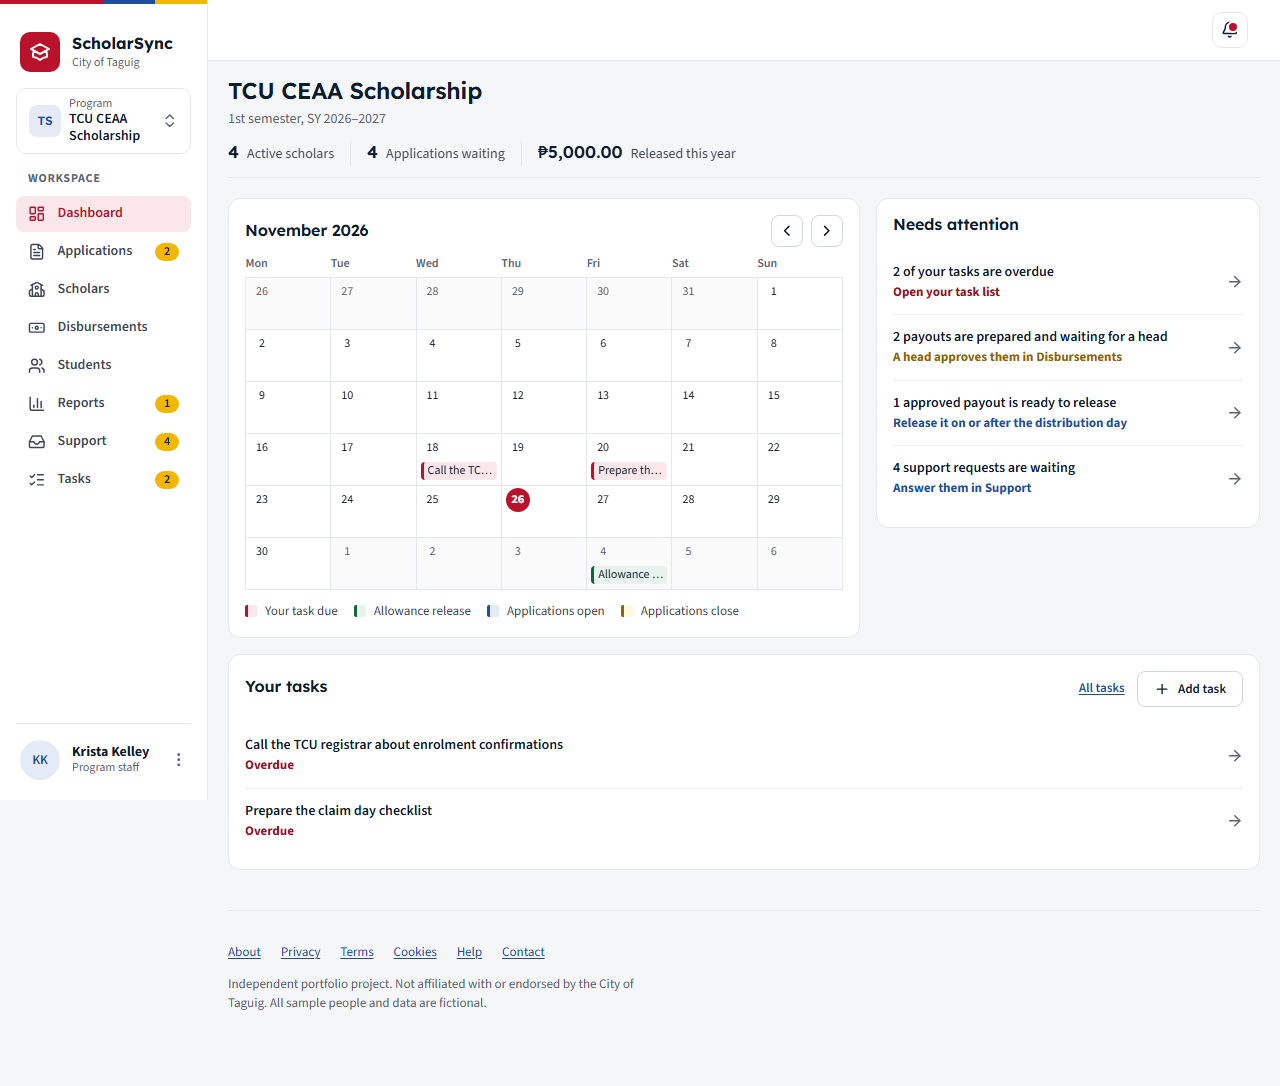 ScholarSync
City of Taguig
TS
Program
TCU CEAA
Scholarship
WORKSPACE
Dashboard
Applications 2
Scholars
Disbursements
Students
Reports 1
Support 4
Tasks 2
KK
Krista Kelley
Program staff
TCU CEAA Scholarship
1st semester, SY 2026–2027
4 Active scholars 4 Applications waiting ₱5,000.00 Released this year
November 2026
Mon Tue Wed Thu Fri Sat Sun
26 27 28 29 30 31 1
2 3 4 5 6 7 8
9 10 11 12 13 14 15
16 17 18 19 20 21 22
Call the TC… Prepare th…
23 24 25 26 27 28 29
30 1 2 3 4 5 6
Allowance …
Your task due Allowance release Applications open Applications close
Needs attention
2 of your tasks are overdue
Open your task list
2 payouts are prepared and waiting for a head
A head approves them in Disbursements
1 approved payout is ready to release
Release it on or after the distribution day
4 support requests are waiting
Answer them in Support
Your tasks
All tasks Add task
Call the TCU registrar about enrolment confirmations
Overdue
Prepare the claim day checklist
Overdue
About Privacy Terms Cookies Help Contact
Independent portfolio project. Not affiliated with or endorsed by the City of
Taguig. All sample people and data are fictional.